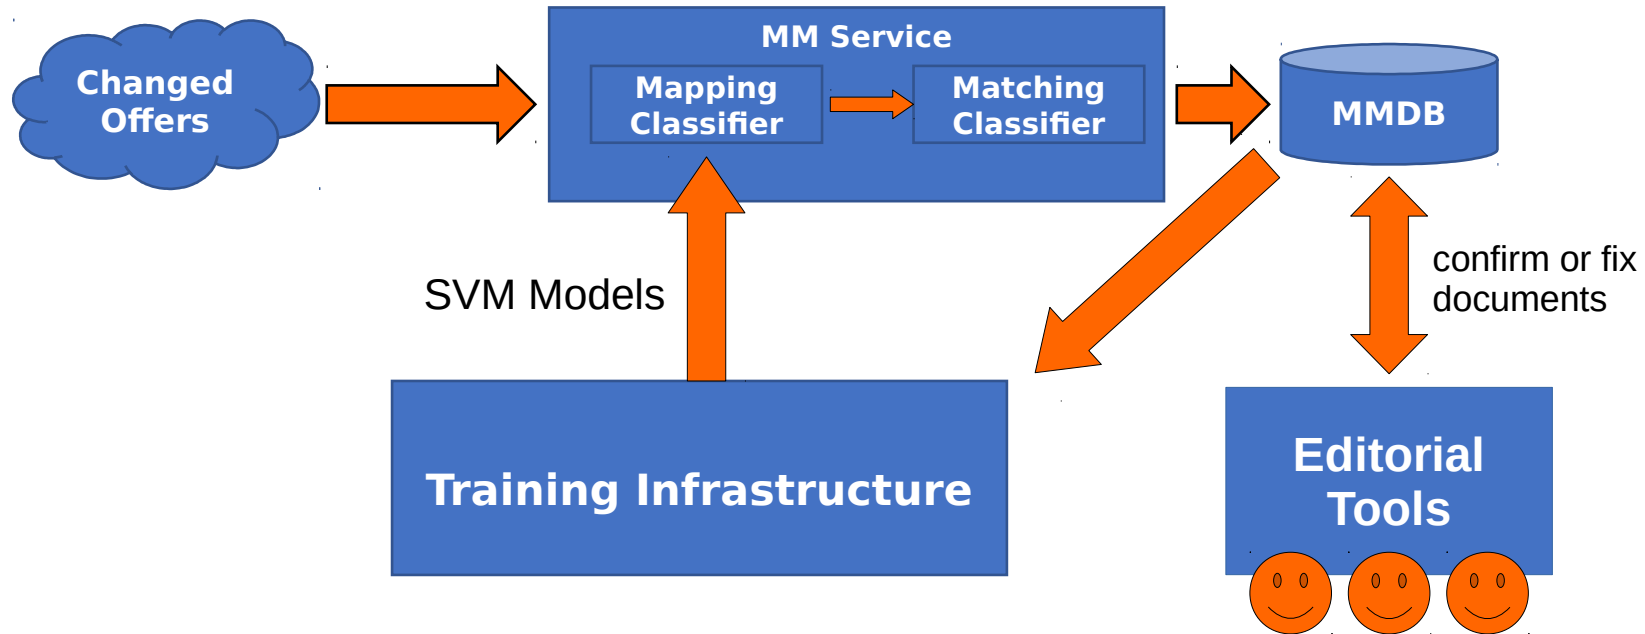 MM Service
Changed
Offers
Mapping
Classifier
Matching
Classifier
MMDB
SVM Models
confirm or fix
documents
Training Infrastructure
Editorial
Tools